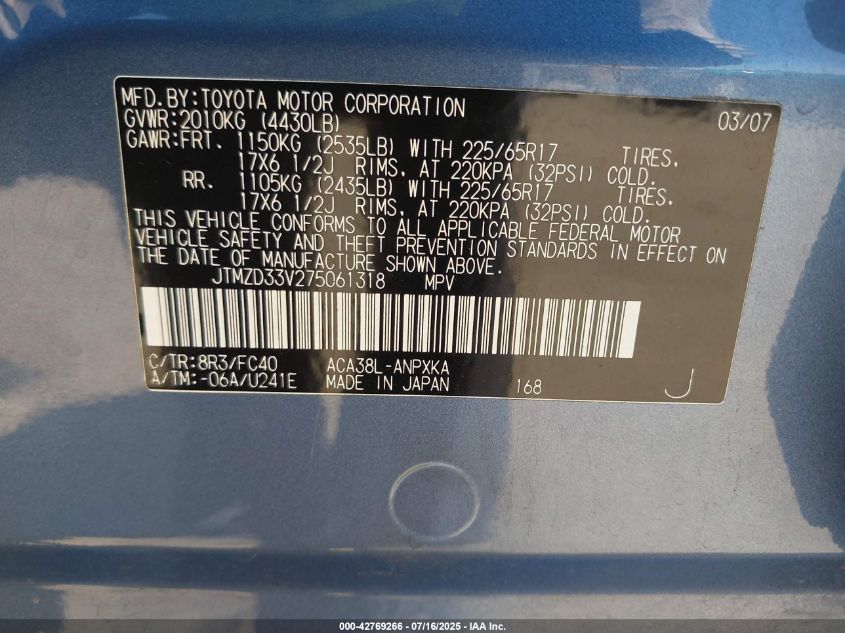 MFD.BY:TOYOTA MOTOR CORPORATION 03/07
GVWR:2010KG (4430LB)
GAWR:FRT. 1150KG (2535LB) WITH 225/65R17 TIRES,
17X6 1/2J RIMS, AT 220KPA (32PSI) COLD.
RR. 1105KG (2435LB) WITH 225/65R17 TIRES,
17X6 1/2J RIMS, AT 220KPA (32PSI) COLD.
THIS VEHICLE CONFORMS TO ALL APPLICABLE FEDERAL MOTOR
VEHICLE SAFETY AND THEFT PREVENTION STANDARDS IN EFFECT ON
THE DATE OF MANUFACTURE SHOWN ABOVE.
JTMZD33V275061318 MPV
C/TR:8R3/FC40 ACA38L-ANPXKA
A/TM:-06A/U241E MADE IN JAPAN 168 J
000-42769266 - 07/16/2025 - IAA Inc.